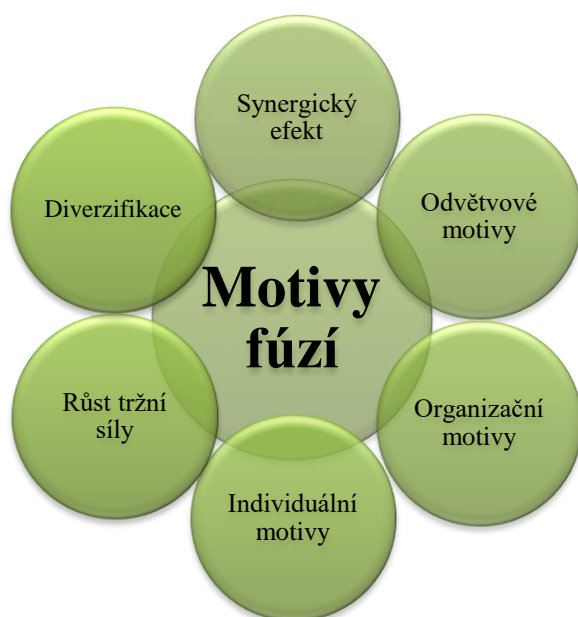 Synergický
efekt
Odvětvové
motivy
Organizační
motivy
Individuální
motivy
Růst tržní
síly
Diverzifikace
Motivy
fúzí